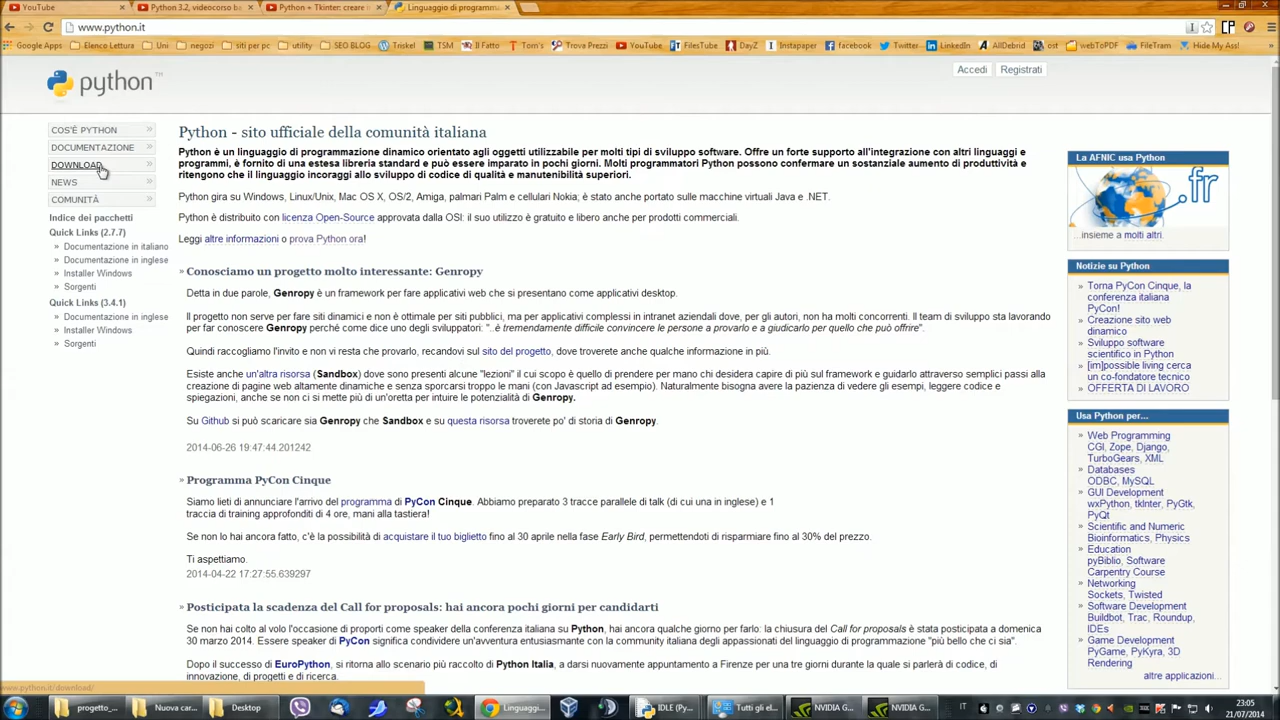 YouTube
Python 3.2, videocorso ba
Python + Tkinter: creare i
Linguaggio di programma
www.python.it
Google Apps
Elenco Lettura
Uni
negozi
siti per pc
utility
SEO BLOG
Triskel
TSM
Il Fatto
Tom's
Trova Prezzi
YouTube
FilesTube
DayZ
Instapaper
facebook
Twitter
LinkedIn
AllDebrid
ost
webToPDF
FileTram
Hide My Ass!
python™
Accedi
Registrati
COS'È PYTHON
DOCUMENTAZIONE
DOWNLOAD
NEWS
COMUNITÀ
Indice dei pacchetti
Quick Links (2.7.7)
» Documentazione in italiano
» Documentazione in inglese
» Installer Windows
» Sorgenti
Quick Links (3.4.1)
» Documentazione in inglese
» Installer Windows
» Sorgenti
Python - sito ufficiale della comunità italiana
Python è un linguaggio di programmazione dinamico orientato agli oggetti utilizzabile per molti tipi di sviluppo software. Offre un forte supporto all'integrazione con altri linguaggi e
programmi, è fornito di una estesa libreria standard e può essere imparato in pochi giorni. Molti programmatori Python possono confermare un sostanziale aumento di produttività e
ritengono che il linguaggio incoraggi allo sviluppo di codice di qualità e manutenibilità superiori.
Python gira su Windows, Linux/Unix, Mac OS X, OS/2, Amiga, palmari Palm e cellulari Nokia; è stato anche portato sulle macchine virtuali Java e .NET.
Python è distribuito con licenza Open-Source approvata dalla OSI: il suo utilizzo è gratuito e libero anche per prodotti commerciali.
Leggi altre informazioni o prova Python ora!
» Conosciamo un progetto molto interessante: Genropy
Detta in due parole, Genropy è un framework per fare applicativi web che si presentano come applicativi desktop.
Il progetto non serve per fare siti dinamici e non è ottimale per siti pubblici, ma per applicativi complessi in intranet aziendali dove, per gli autori, non ha molti concorrenti. Il team di sviluppo sta lavorando
per far conoscere Genropy perché come dice uno degli sviluppatori: "..è tremendamente difficile convincere le persone a provarlo e a giudicarlo per quello che può offrire".
Quindi raccogliamo l'invito e non vi resta che provarlo, recandovi sul sito del progetto, dove troverete anche qualche informazione in più.
Esiste anche un'altra risorsa (Sandbox) dove sono presenti alcune "lezioni" il cui scopo è quello di prendere per mano chi desidera capire di più sul framework e guidarlo attraverso semplici passi alla
creazione di pagine web altamente dinamiche e senza sporcarsi troppo le mani (con Javascript ad esempio). Naturalmente bisogna avere la pazienza di vedere gli esempi, leggere codice e
spiegazioni, anche se non ci si mette più di un'oretta per intuire le potenzialità di Genropy.
Su Github si può scaricare sia Genropy che Sandbox e su questa risorsa troverete po' di storia di Genropy.
2014-06-26 19:47:44.201242
» Programma PyCon Cinque
Siamo lieti di annunciare l'arrivo del programma di PyCon Cinque. Abbiamo preparato 3 tracce parallele di talk (di cui una in inglese) e 1
traccia di training approfonditi di 4 ore, mani alla tastiera!
Se non lo hai ancora fatto, c'è la possibilità di acquistare il tuo biglietto fino al 30 aprile nella fase Early Bird, permettendoti di risparmiare fino al 30% del prezzo.
Ti aspettiamo.
2014-04-22 17:27:55.639297
» Posticipata la scadenza del Call for proposals: hai ancora pochi giorni per candidarti
Se non hai colto al volo l'occasione di proporti come speaker della conferenza italiana su Python, hai ancora qualche giorno per farlo: la chiusura del Call for proposals è stata posticipata a domenica
30 marzo 2014. Essere speaker di PyCon significa condividere un'avventura entusiasmante con la community italiana degli appassionati del linguaggio di programmazione "più bello che ci sia".
Dopo il successo di EuroPython, si ritorna allo scenario più raccolto di Python Italia, a darsi nuovamente appuntamento a Firenze per una tre giorni durante la quale si parlerà di codice, di
innovazione, di progetti e di ricerca.
La AFNIC usa Python
.fr
...insieme a molti altri.
Notizie su Python
» Torna PyCon Cinque, la
conferenza italiana
PyCon!
» Creazione sito web
dinamico
» Sviluppo software
scientifico in Python
» [im]possible living cerca
un co-fondatore tecnico
» OFFERTA DI LAVORO
Usa Python per...
» Web Programming
CGI, Zope, Django,
TurboGears, XML
» Databases
ODBC, MySQL
» GUI Development
wxPython, tkInter, PyGtk,
PyQt
» Scientific and Numeric
Bioinformatics, Physics
» Education
pyBiblio, Software
Carpentry Course
» Networking
Sockets, Twisted
» Software Development
Buildbot, Trac, Roundup,
IDEs
» Game Development
PyGame, PyKyra, 3D
Rendering
altre applicazioni...
www.python.it/download/
progetto_...
Nuova car...
Desktop
Linguaggi...
IDLE (Py...
Tutti gli el...
NVIDIA G...
NVIDIA G...
IT
23:05
21/07/2014